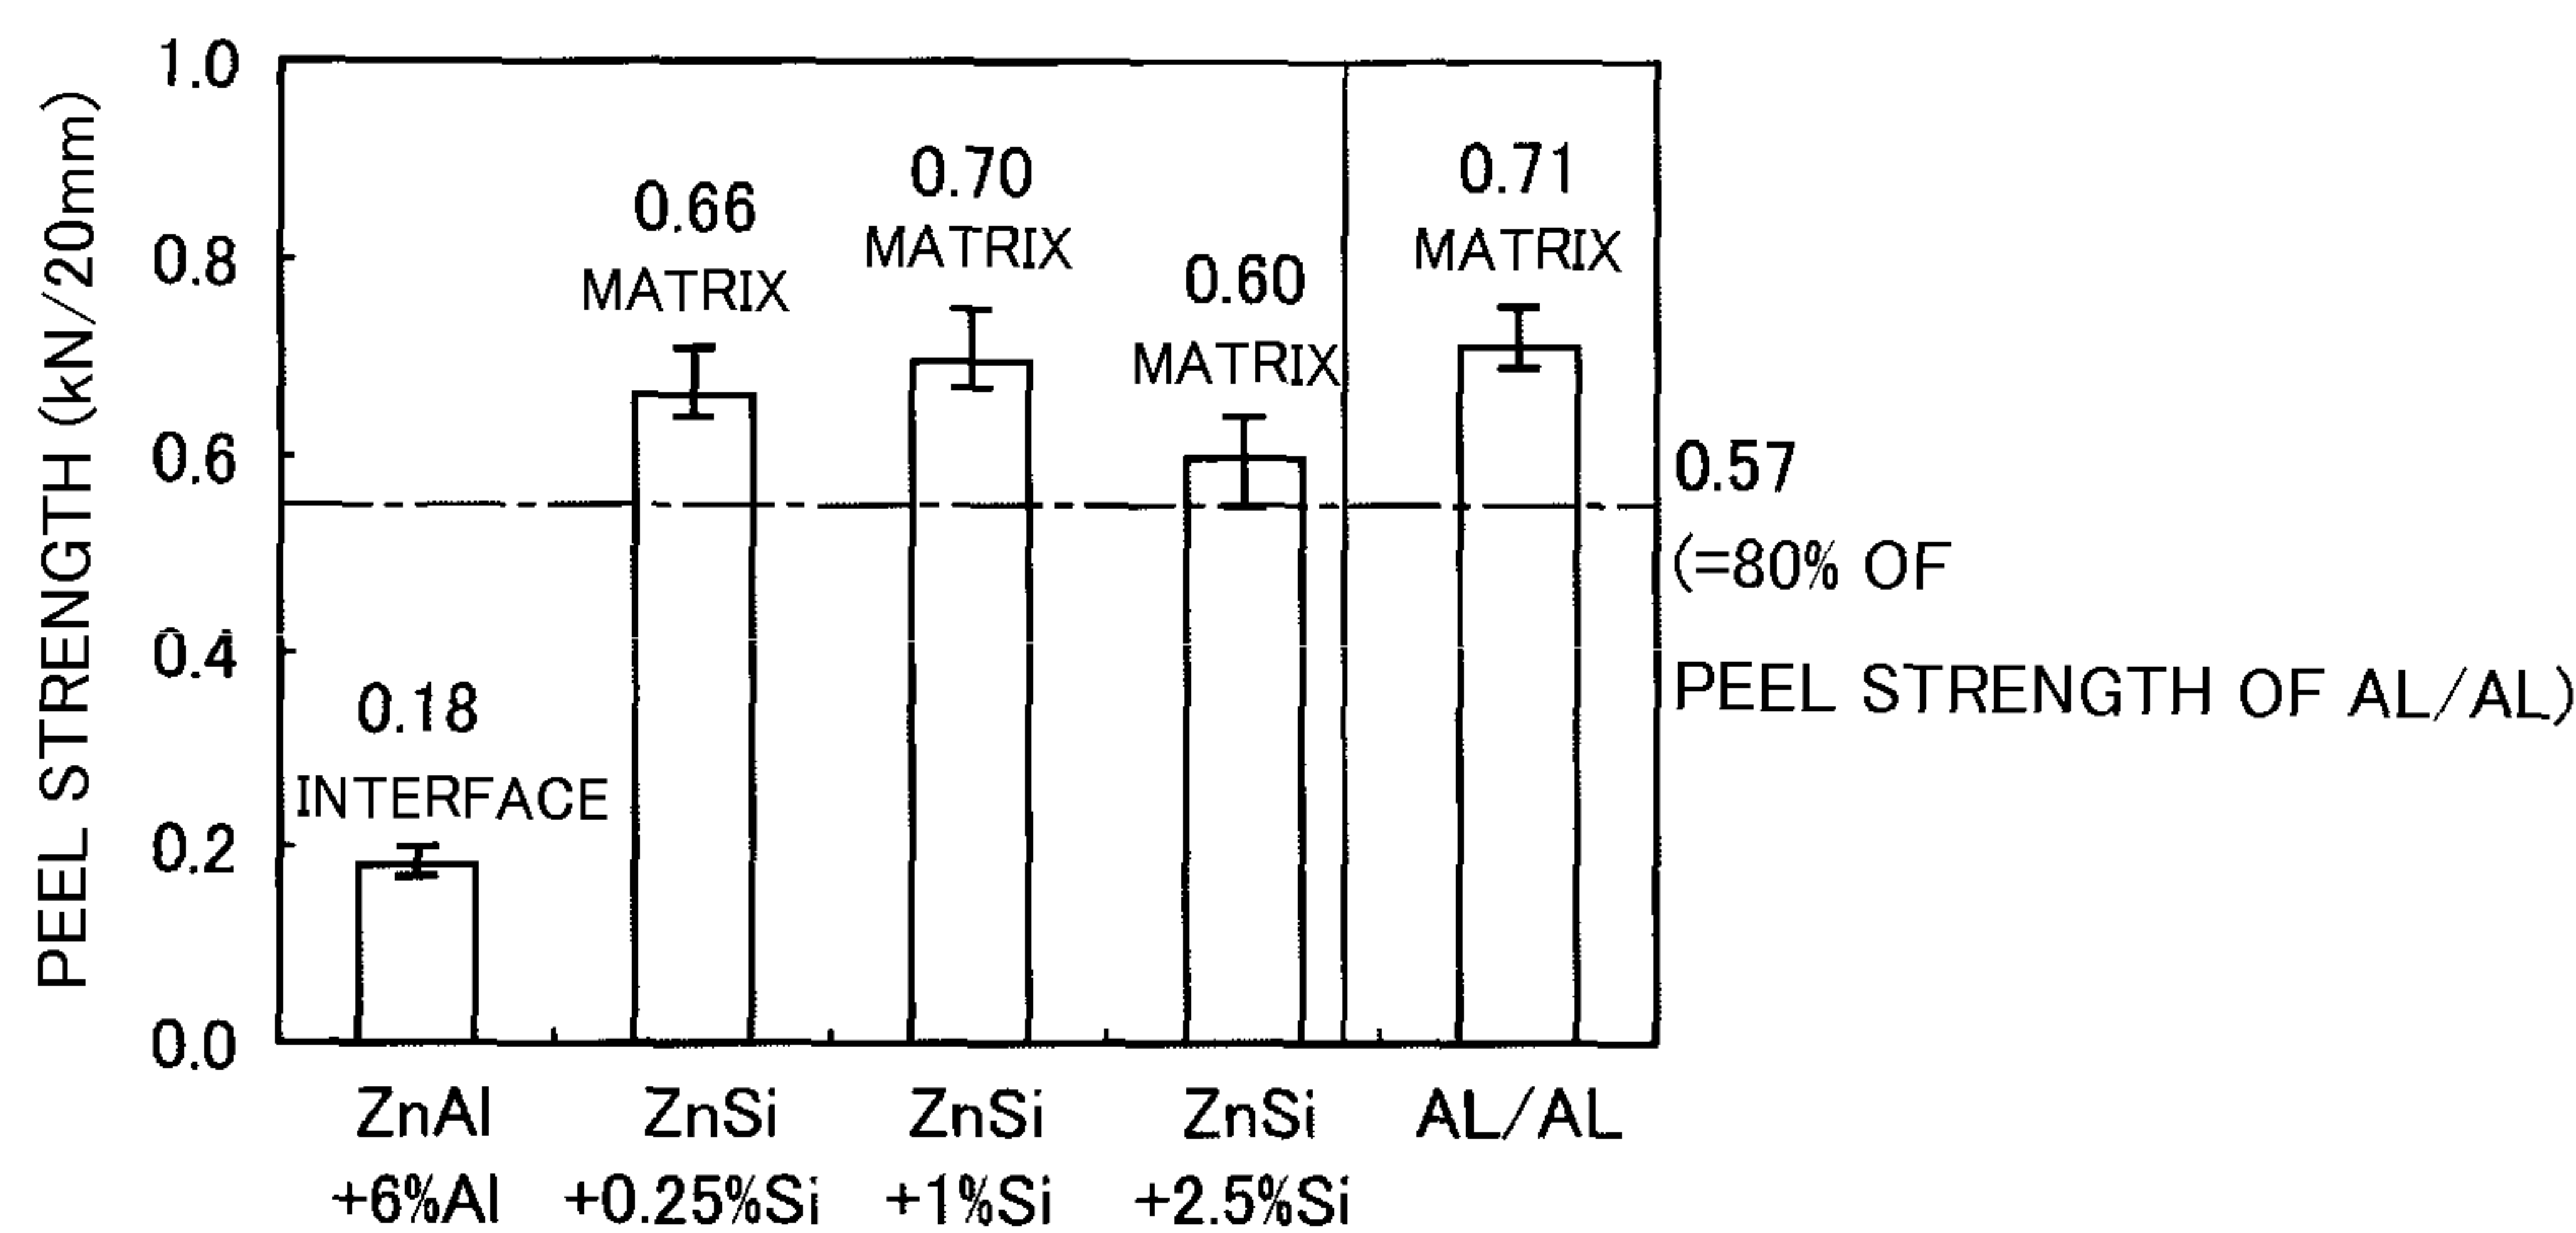 PEEL STRENGTH (kN/20mm)
1.0
0.8
0.6
0.4
0.2
0.0
0.18
INTERFACE
0.66
MATRIX
0.70
MATRIX
0.60
MATRIX
0.71
MATRIX
0.57
(=80% OF
PEEL STRENGTH OF AL/AL)
ZnAl
+6%Al
ZnSi
+0.25%Si
ZnSi
+1%Si
ZnSi
+2.5%Si
AL/AL